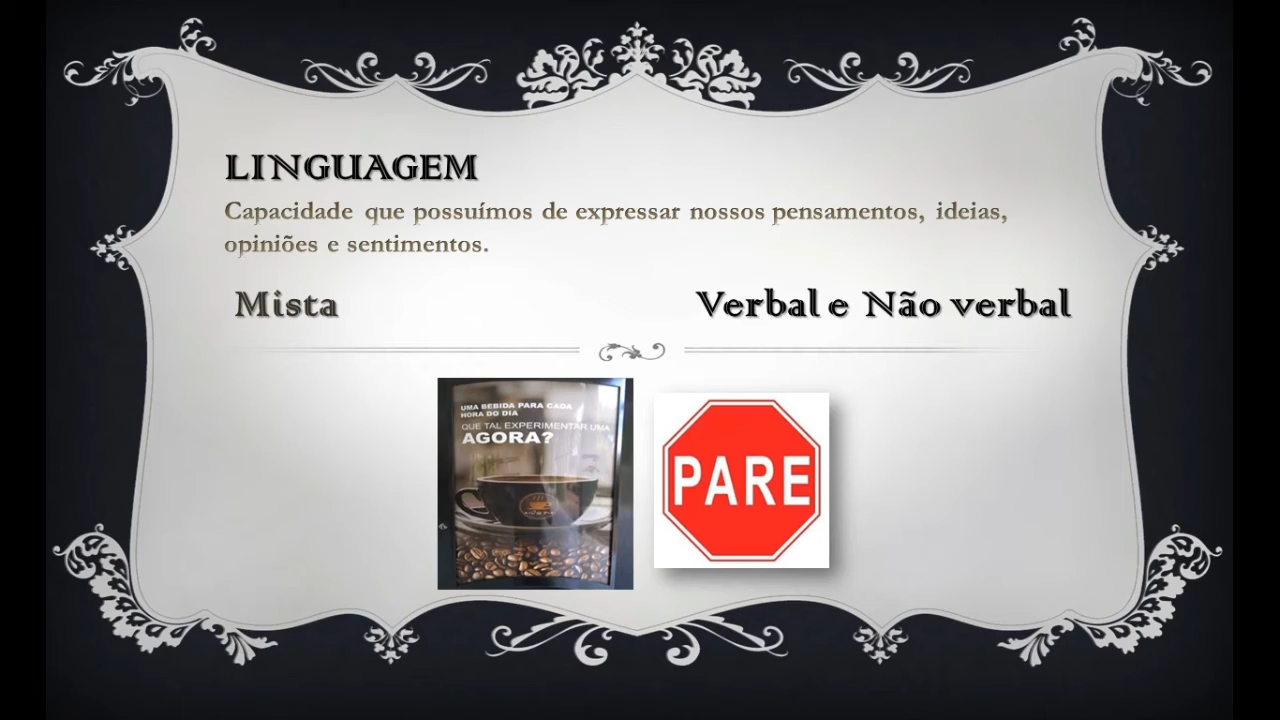 LINGUAGEM
Capacidade que possuímos de expressar nossos pensamentos, ideias,
opiniões e sentimentos.
Mista
Verbal e Não verbal
UMA BEBIDA PARA CADA
HORA DO DIA
QUE TAL EXPERIMENTAR UMA
AGORA?
PARE